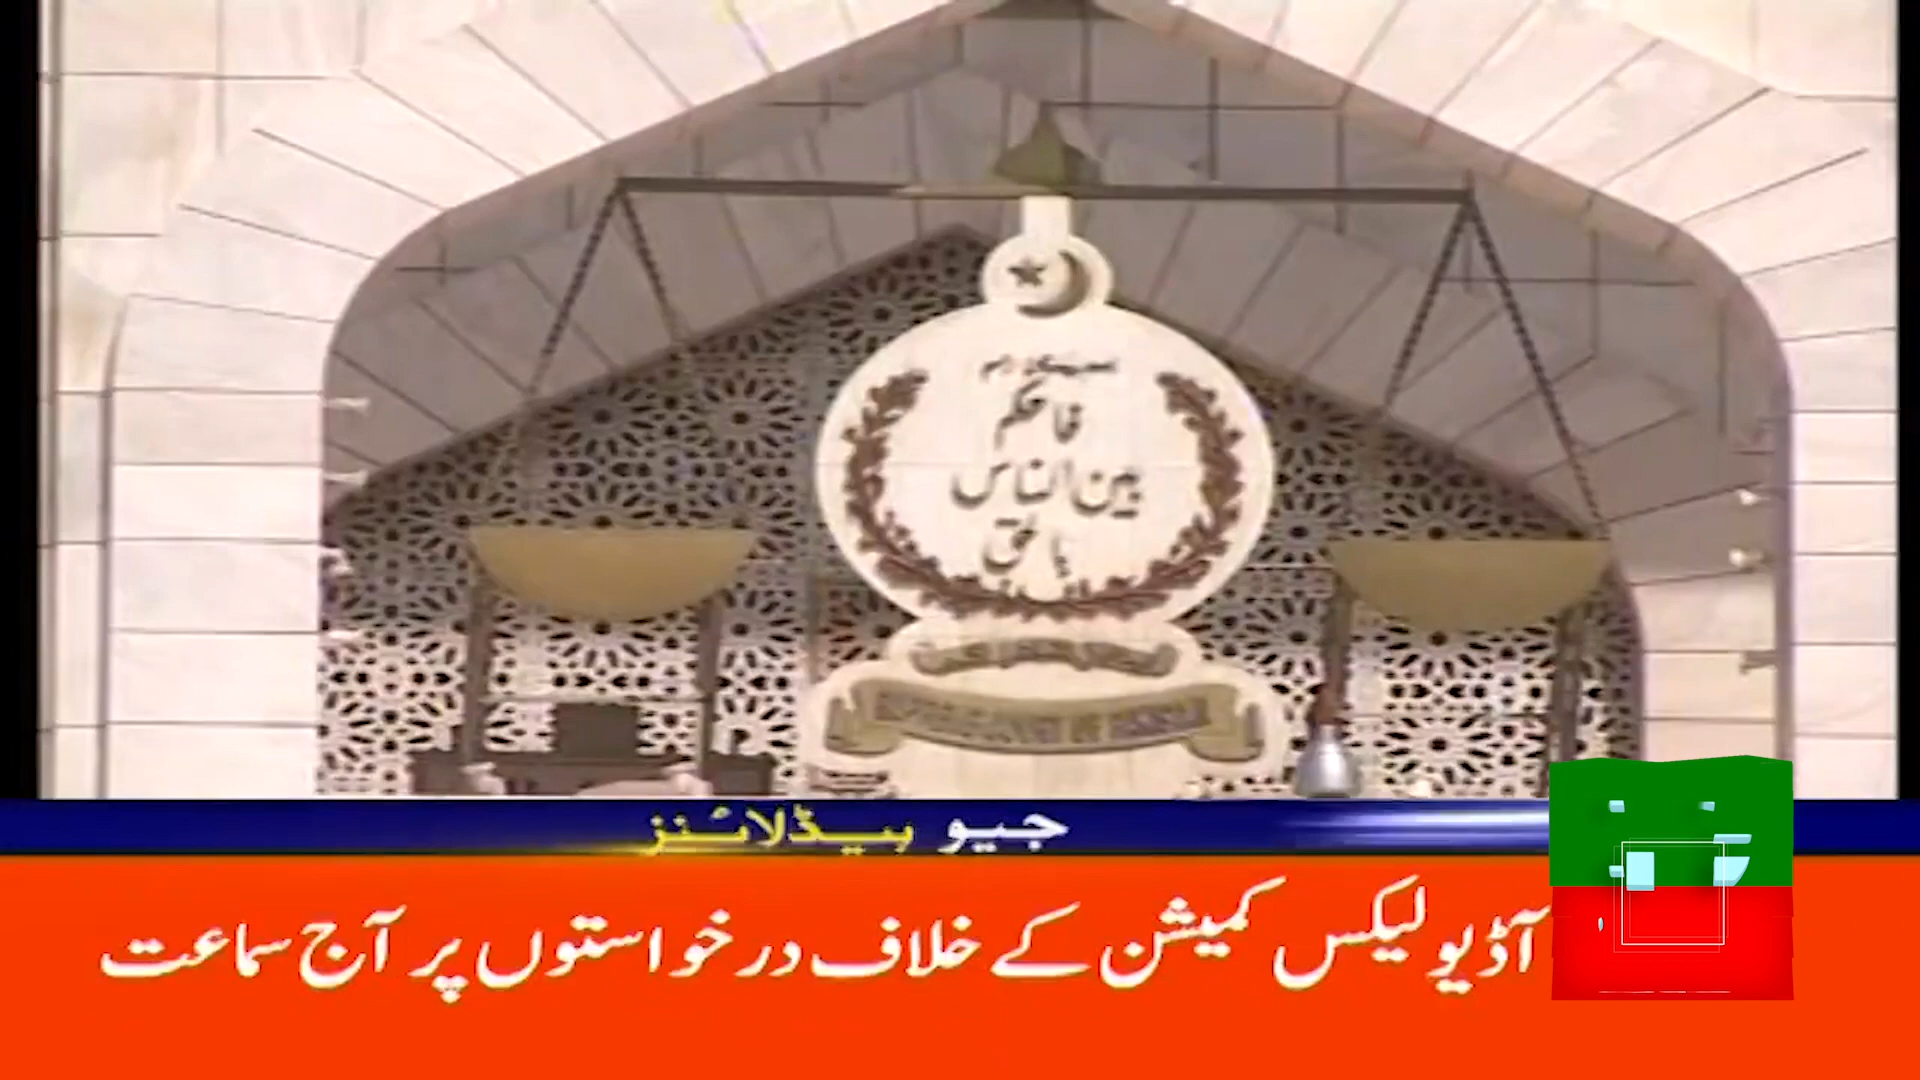 فاحکم
بین الناس
بالحق
جیو ہیڈلائنز
آڈیو لیکس کمیشن کے خلاف درخواستوں پر آج سماعت